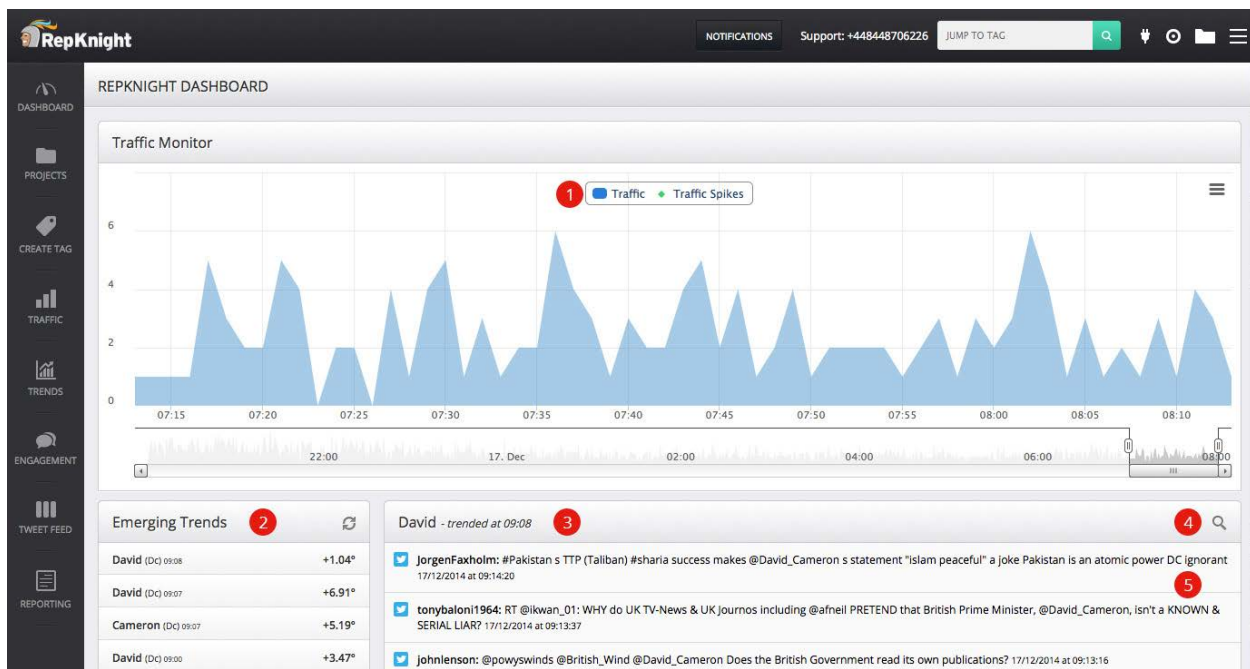 RepKnight
NOTIFICATIONS
Support: +448448706226
JUMP TO TAG
DASHBOARD
PROJECTS
CREATE TAG
TRAFFIC
TRENDS
ENGAGEMENT
TWEET FEED
REPORTING
REPKNIGHT DASHBOARD
Traffic Monitor
1
Traffic
Traffic Spikes
6
4
2
0
07:15 07:20 07:25 07:30 07:35 07:40 07:45 07:50 07:55 08:00 08:05 08:10
22:00 17. Dec 02:00 04:00 06:00 08:00
Emerging Trends 2
David (DC) 09:08 +1.04°
David (DC) 09:07 +6.91°
Cameron (DC) 09:07 +5.19°
David (DC) 09:00 +3.47°
David - trended at 09:08 3
4
JorgenFaxholm: #Pakistan s TTP (Taliban) #sharia success makes @David_Cameron s statement "islam peaceful" a joke Pakistan is an atomic power DC ignorant
17/12/2014 at 09:14:20
5
tonybaloni1964: RT @ikwan_01: WHY do UK TV-News & UK Journos including @afneil PRETEND that British Prime Minister, @David_Cameron, isn't a KNOWN &
SERIAL LIAR? 17/12/2014 at 09:13:37
johnlenson: @powyswinds @British_Wind @David_Cameron Does the British Government read its own publications? 17/12/2014 at 09:13:16